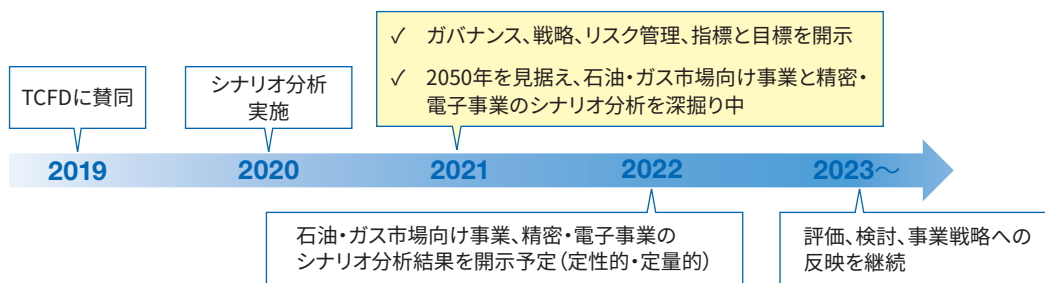 ✓ ガバナンス、戦略、リスク管理、指標と目標を開示
✓ 2050年を見据え、石油・ガス市場向け事業と精密・
電子事業のシナリオ分析を深掘り中
TCFDに賛同
シナリオ分析
実施
2019
2020
2021
2022
2023～
石油・ガス市場向け事業、精密・電子事業の
シナリオ分析結果を開示予定（定性的・定量的）
評価、検討、事業戦略への
反映を継続